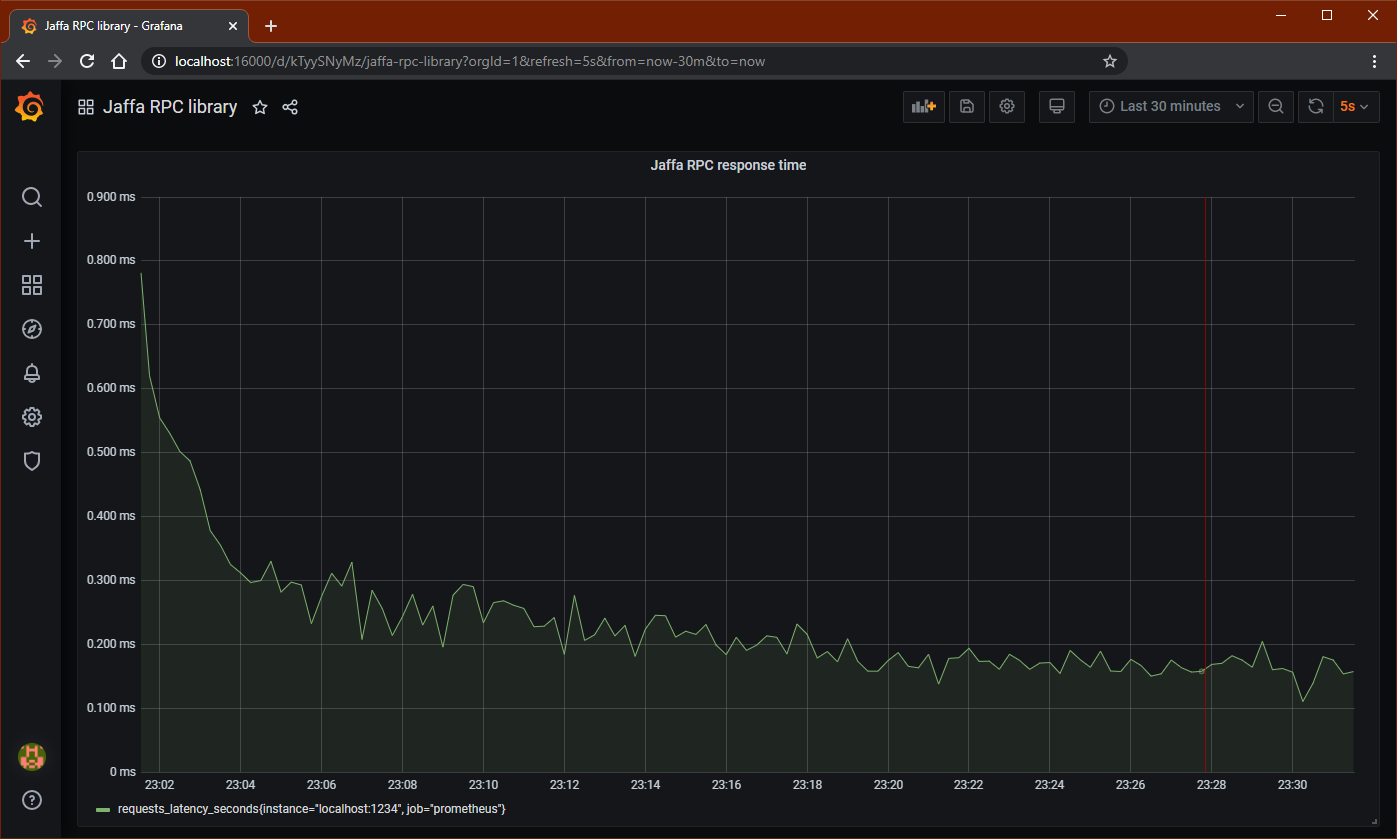 Jaffa RPC library - Grafana
localhost:16000/d/kTyySNyMz/jaffa-rpc-library?orgId=1&refresh=5s&from=now-30m&to=now
Jaffa RPC library
Last 30 minutes
5s
Jaffa RPC response time
0.900 ms
0.800 ms
0.700 ms
0.600 ms
0.500 ms
0.400 ms
0.300 ms
0.200 ms
0.100 ms
0 ms
23:02 23:04 23:06 23:08 23:10 23:12 23:14 23:16 23:18 23:20 23:22 23:24 23:26 23:28 23:30
requests_latency_seconds{instance="localhost:1234", job="prometheus"}